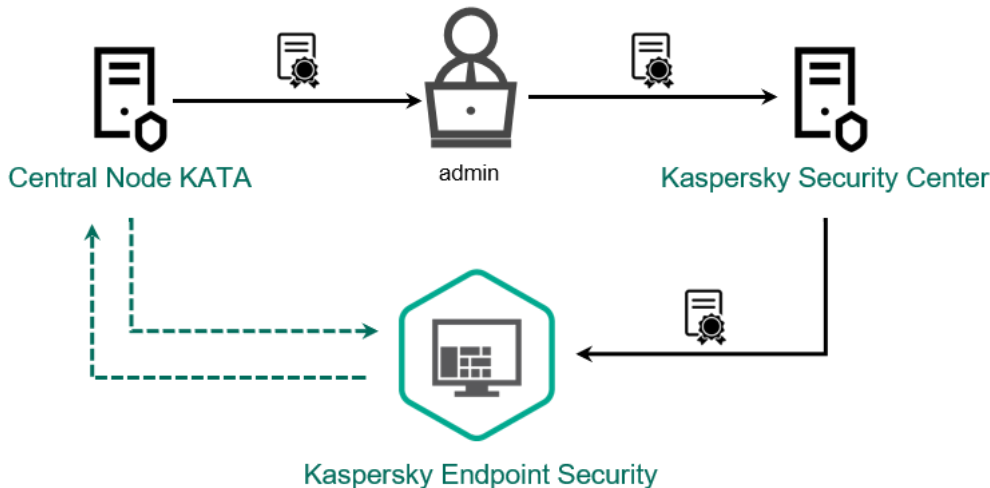 admin
Central Node KATA
Kaspersky Security Center
Kaspersky Endpoint Security